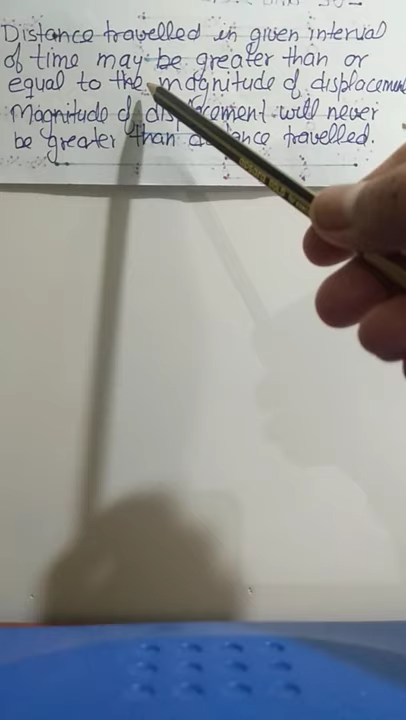 Distance travelled in given interval
of time may be greater than or
equal to the magnitude of displacement
Magnitude of displacement will never
be greater than distance travelled.